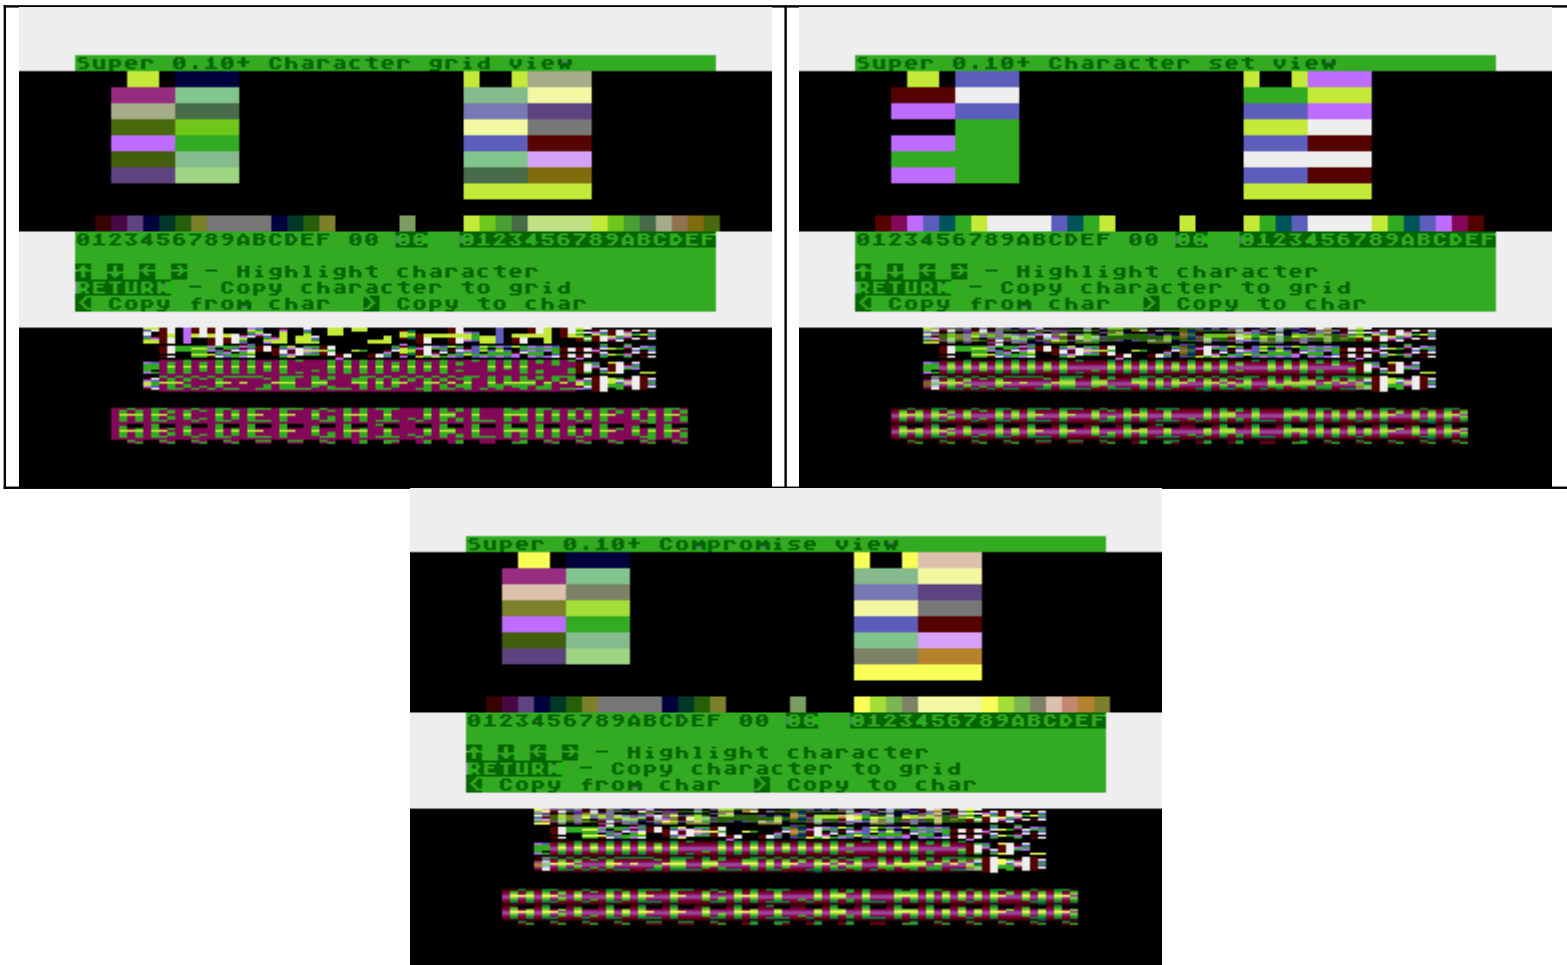 Super 0.10+ Character grid view
0123456789ABCDEF 00 00 0123456789ABCDEF
↑ ↓ ← → - Highlight character
RETURN - Copy character to grid
< Copy from char > Copy to char
Super 0.10+ Character set view
0123456789ABCDEF 00 00 0123456789ABCDEF
↑ ↓ ← → - Highlight character
RETURN - Copy character to grid
< Copy from char > Copy to char
Super 0.10+ Compromise view
0123456789ABCDEF 00 00 0123456789ABCDEF
↑ ↓ ← → - Highlight character
RETURN - Copy character to grid
< Copy from char > Copy to char